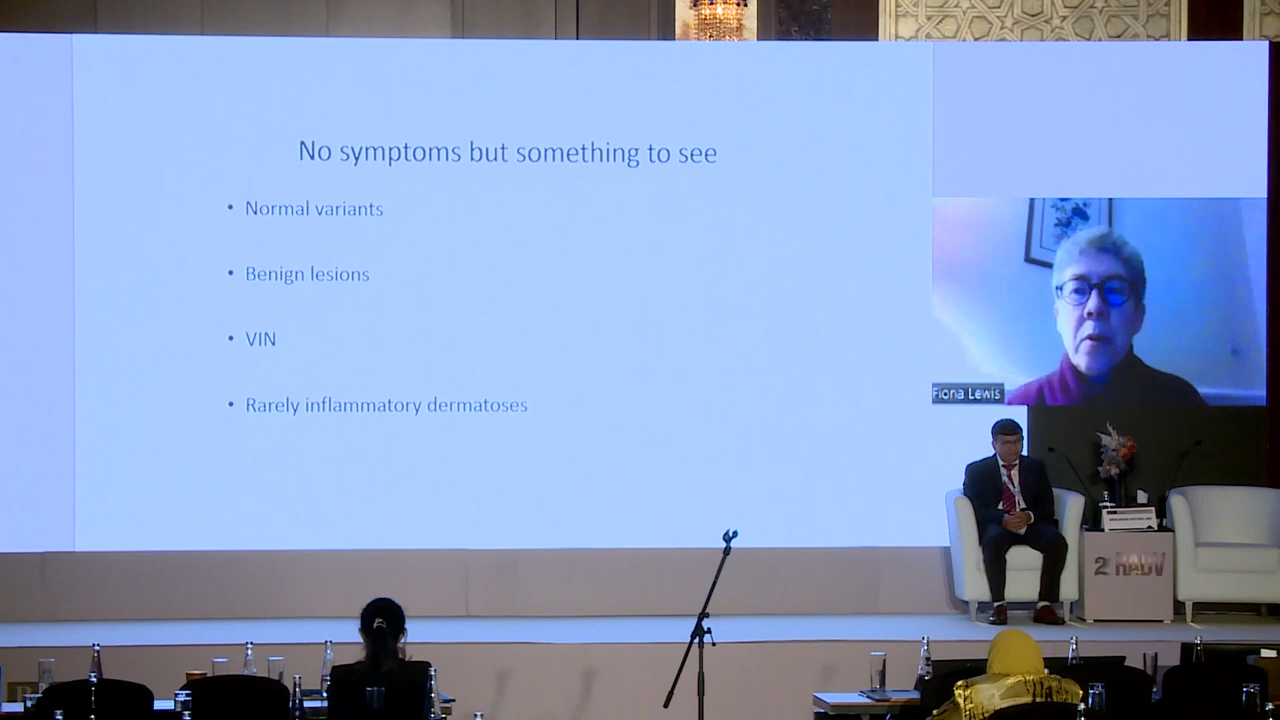 No symptoms but something to see
• Normal variants
• Benign lesions
• VIN
• Rarely inflammatory dermatoses
Fiona Lewis
2 RADV